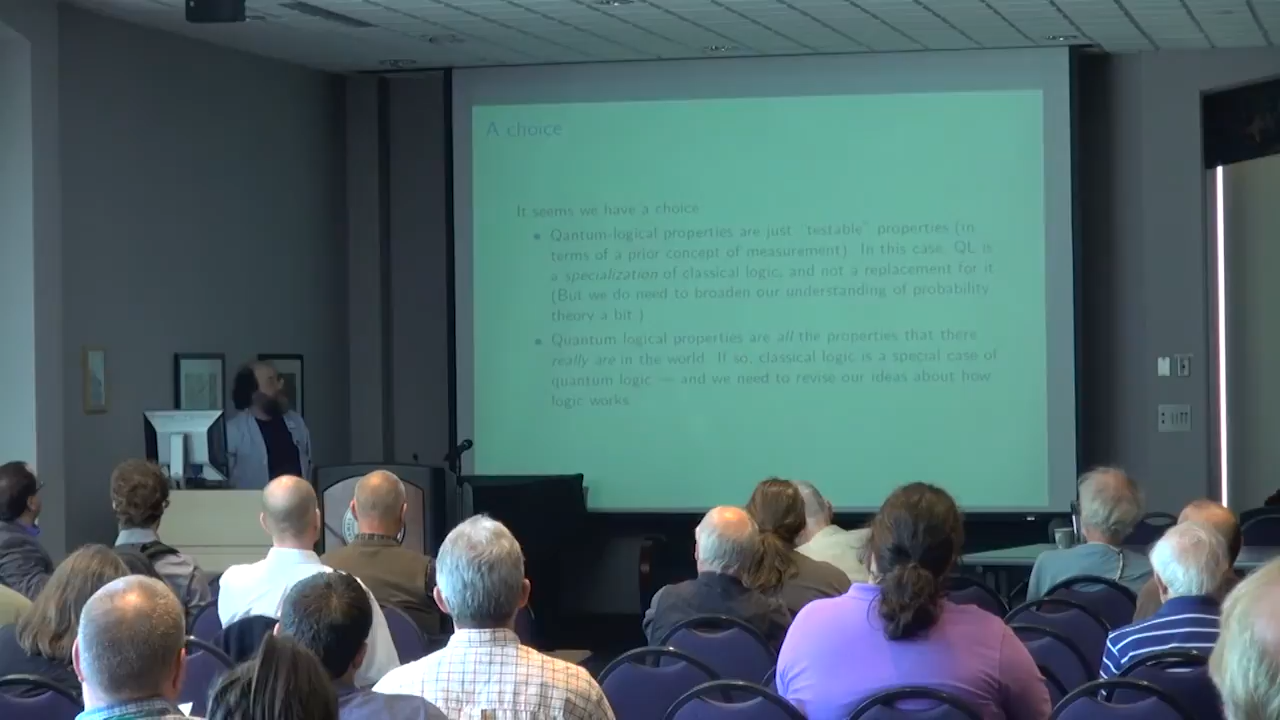 A choice
It seems we have a choice
• Qantum-logical properties are just "testable" properties (in
terms of a prior concept of measurement) In this case, QL is
a specialization of classical logic, and not a replacement for it
(But we do need to broaden our understanding of probability
theory a bit.)
• Quantum logical properties are all the properties that there
really are in the world. If so, classical logic is a special case of
quantum logic — and we need to revise our ideas about how
logic works.